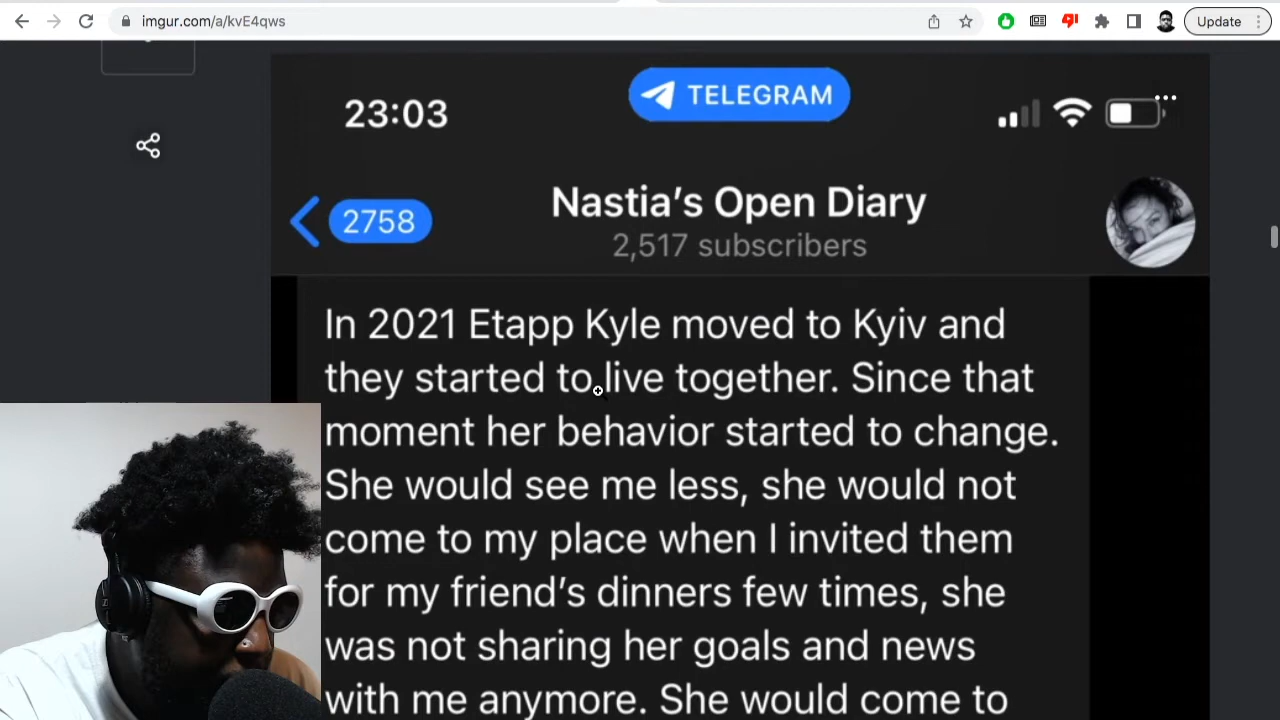 imgur.com/a/kvE4qws
Update
23:03
TELEGRAM
2758
Nastia's Open Diary
2,517 subscribers
In 2021 Etapp Kyle moved to Kyiv and
they started to live together. Since that
moment her behavior started to change.
She would see me less, she would not
come to my place when I invited them
for my friend's dinners few times, she
was not sharing her goals and news
with me anymore. She would come to